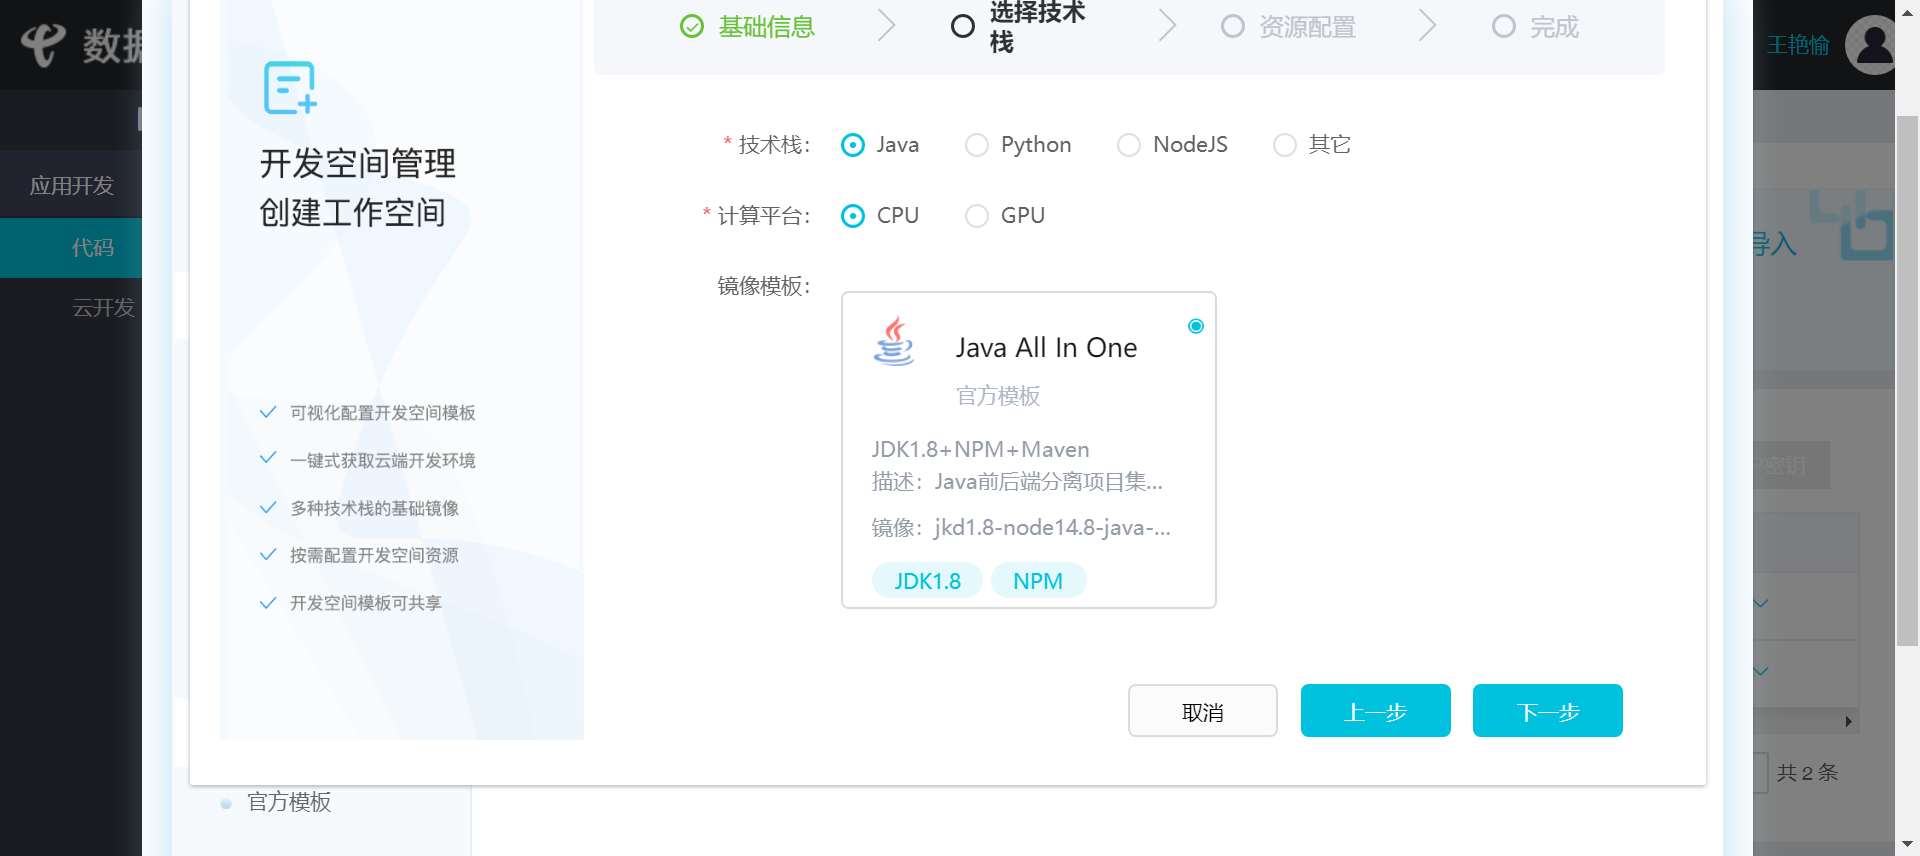 数据
王艳愉
应用开发
代码
云开发
开发空间管理
创建工作空间
可视化配置开发空间模板
一键式获取云端开发环境
多种技术栈的基础镜像
按需配置开发空间资源
开发空间模板可共享
基础信息
选择技术
栈
资源配置
完成
* 技术栈:
Java
Python
NodeJS
其它
* 计算平台:
CPU
GPU
镜像模板:
Java All In One
官方模板
JDK1.8+NPM+Maven
描述：Java前后端分离项目集...
镜像：jkd1.8-node14.8-java-...
JDK1.8
NPM
取消
上一步
下一步
官方模板
导入
密钥
共 2 条